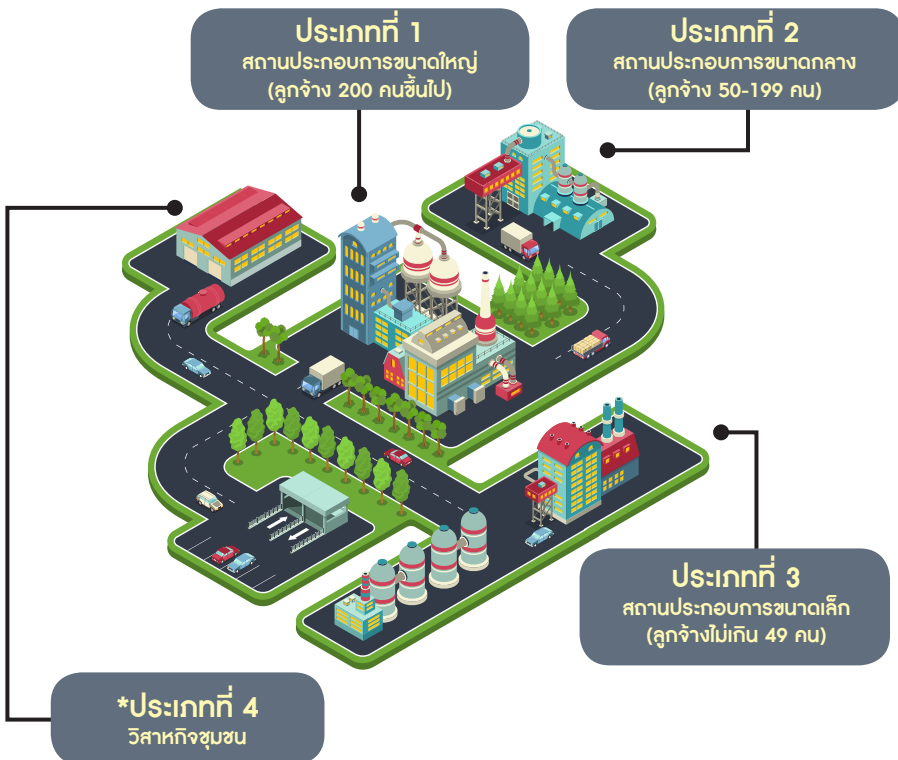 ประเภทที่ 1
สถานประกอบการขนาดใหญ่
(ลูกจ้าง 200 คนขึ้นไป)
ประเภทที่ 2
สถานประกอบการขนาดกลาง
(ลูกจ้าง 50-199 คน)
ประเภทที่ 3
สถานประกอบการขนาดเล็ก
(ลูกจ้างไม่เกิน 49 คน)
*ประเภทที่ 4
วิสาหกิจชุมชน